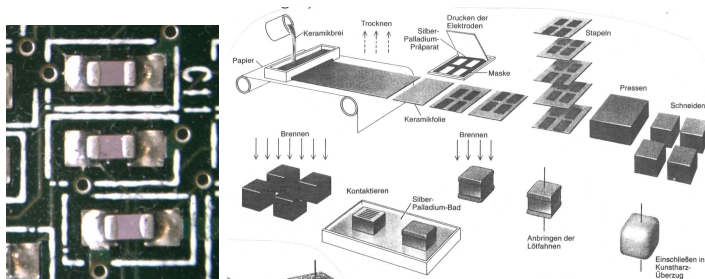 Keramikbrei
Papier
Trocknen
Silber-
Palladium-
Präparat
Drucken der
Elektroden
Maske
Keramikfolie
Stapeln
Pressen
Schneiden
Brennen
Kontaktieren
Silber-
Palladium-Bad
Brennen
Anbringen der
Lötfahnen
Einschließen in
Kunstharz-
Überzug